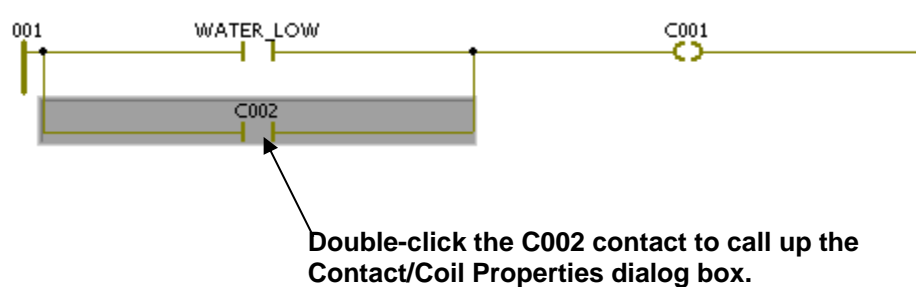 001 WATER_LOW C001
C002
Double-click the C002 contact to call up the
Contact/Coil Properties dialog box.